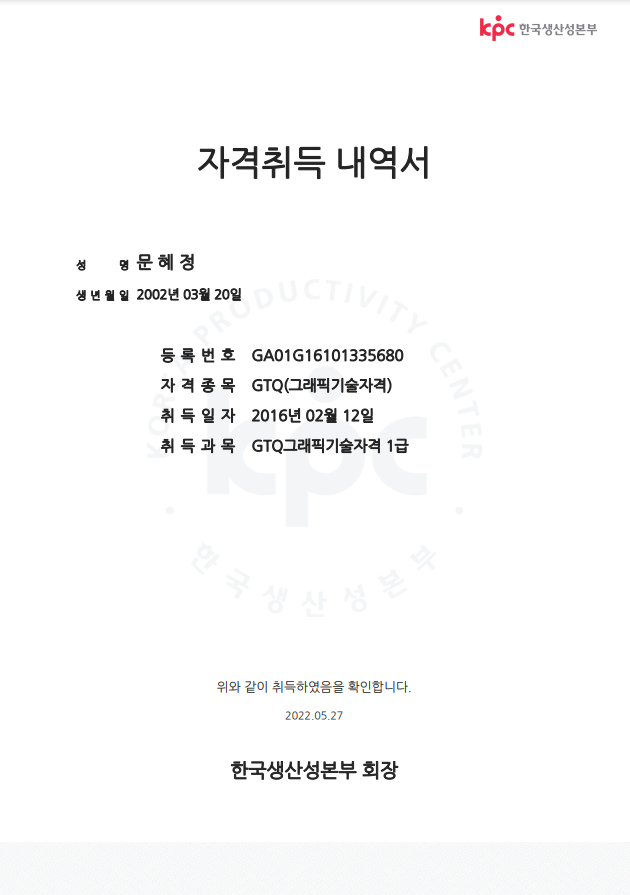 kpc 한국생산성본부
자격취득 내역서
성 명 문혜정
생년월일 2002년 03월 20일
등록번호 GA01G16101335680
자격종목 GTQ(그래픽기술자격)
취득일자 2016년 02월 12일
취득과목 GTQ그래픽기술자격 1급
KOREA PRODUCTIVITY CENTER
kpc
한국생산성본부
위와 같이 취득하였음을 확인합니다.
2022.05.27
한국생산성본부 회장